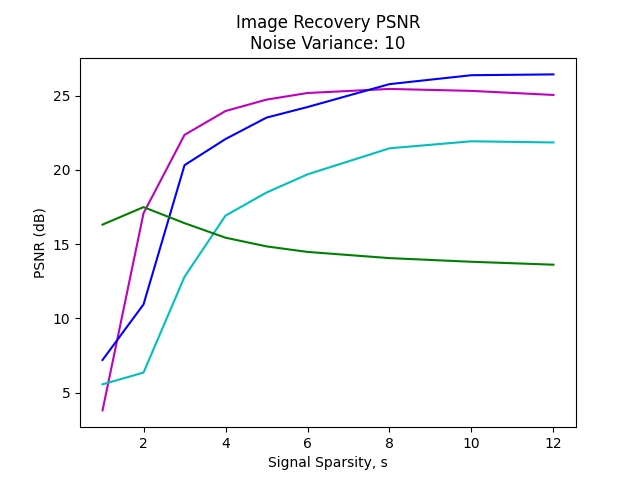 Image Recovery PSNR
Noise Variance: 10
25
20
15
10
5
PSNR (dB)
2 4 6 8 10 12
Signal Sparsity, s